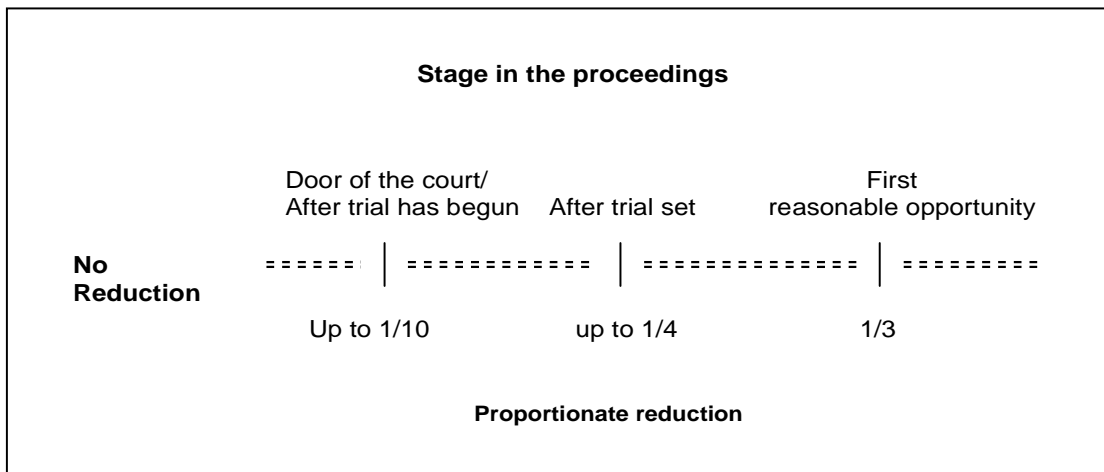 Stage in the proceedings
Door of the court/
After trial has begun
After trial set
First
reasonable opportunity
No
Reduction
Up to 1/10
up to 1/4
1/3
Proportionate reduction